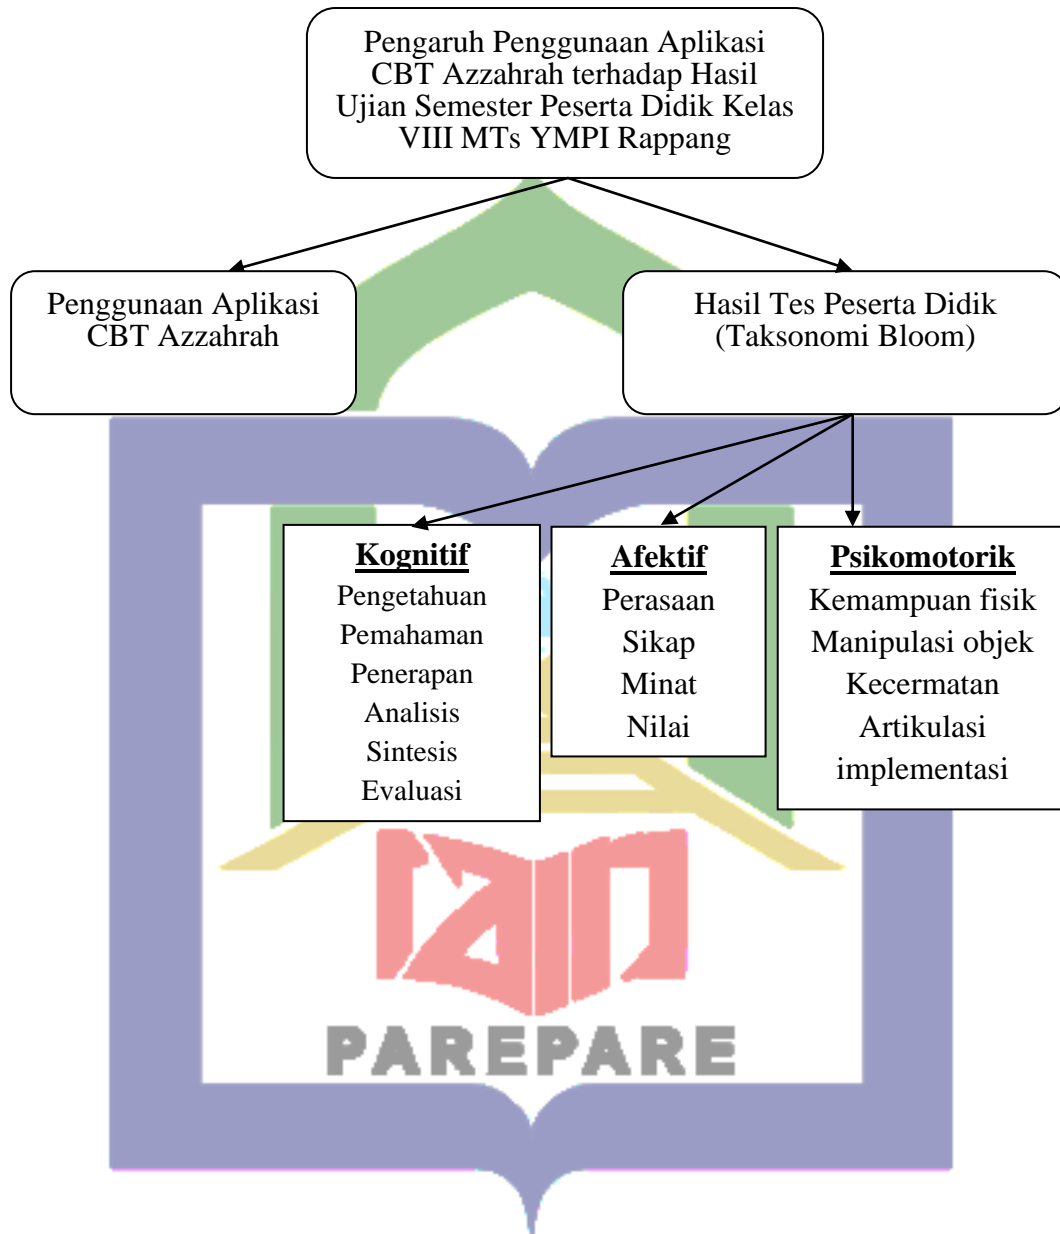 Pengaruh Penggunaan Aplikasi
CBT Azzahrah terhadap Hasil
Ujian Semester Peserta Didik Kelas
VIII MTs YMPI Rappang
Penggunaan Aplikasi
CBT Azzahrah
Hasil Tes Peserta Didik
(Taksonomi Bloom)
Kognitif
Pengetahuan
Pemahaman
Penerapan
Analisis
Sintesis
Evaluasi
Afektif
Perasaan
Sikap
Minat
Nilai
Psikomotorik
Kemampuan fisik
Manipulasi objek
Kecermatan
Artikulasi
implementasi
iain
PAREPARE